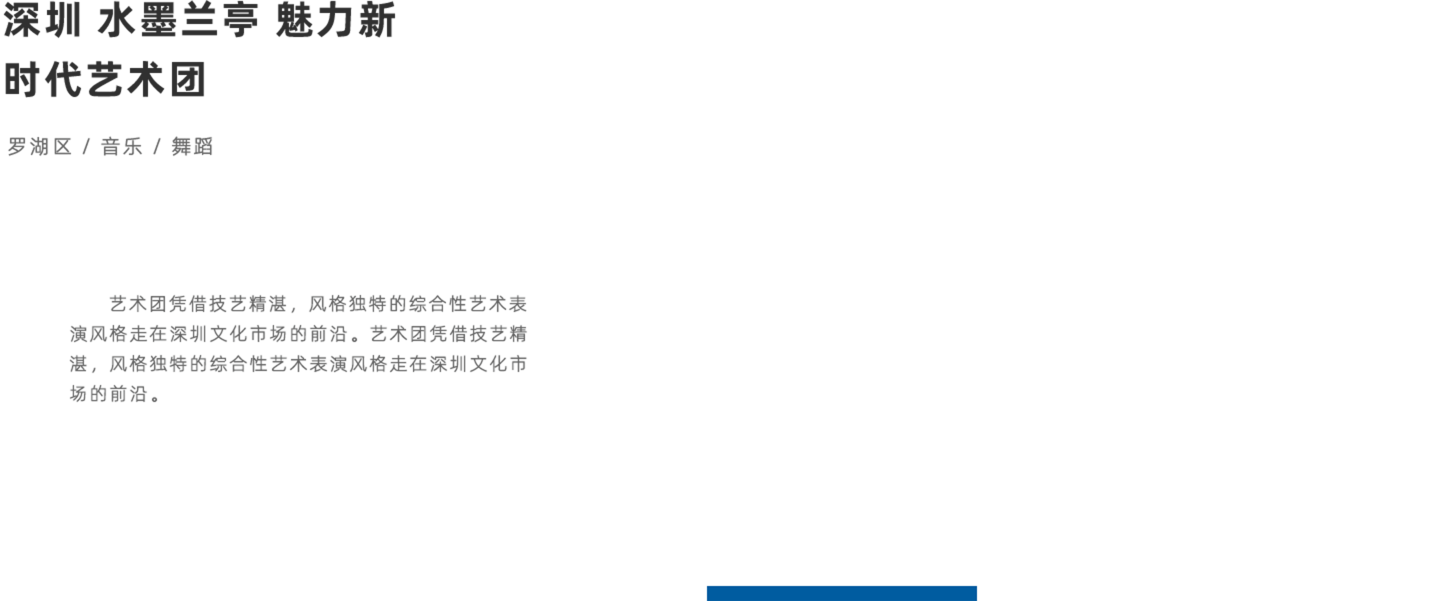 深圳 水墨兰亭 魅力新
时代艺术团
罗湖区 / 音乐 / 舞蹈
艺术团凭借技艺精湛，风格独特的综合性艺术表
演风格走在深圳文化市场的前沿。艺术团凭借技艺精
湛，风格独特的综合性艺术表演风格走在深圳文化市
场的前沿。